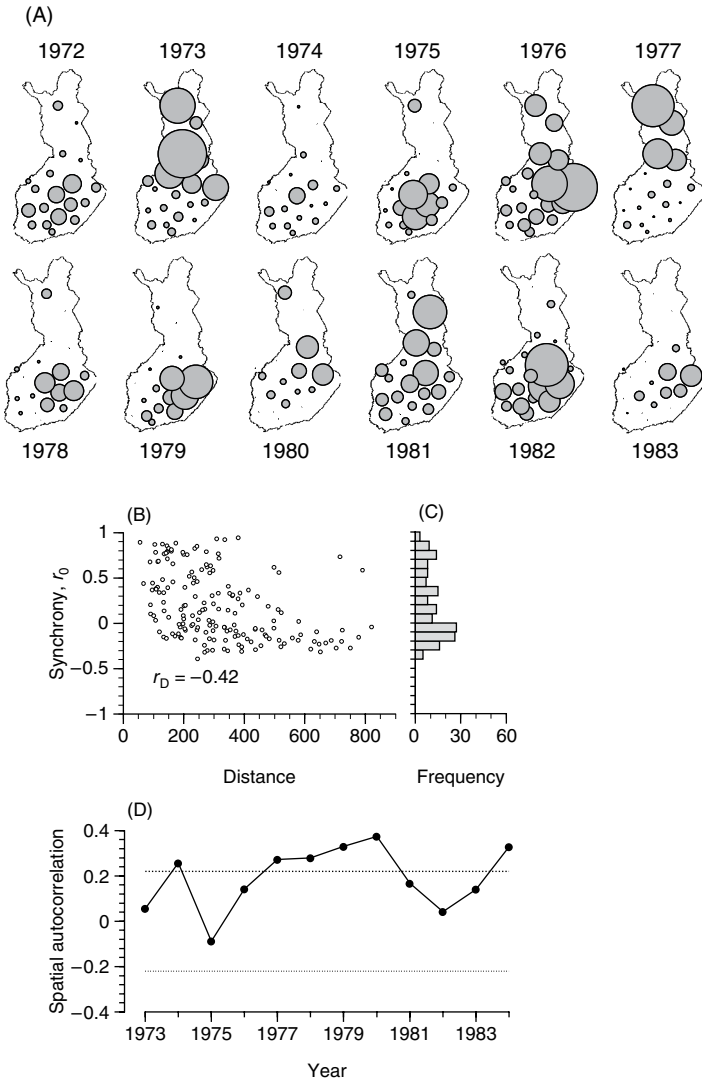 (A)
1972 1973 1974 1975 1976 1977
1978 1979 1980 1981 1982 1983
(B)
Synchrony, r0
1
0.5
0
−0.5
−1
rD = −0.42
0 200 400 600 800
Distance
(C)
0 30 60
Frequency
(D)
Spatial autocorrelation
0.4
0.2
0
−0.2
−0.4
1973 1975 1977 1979 1981 1983
Year